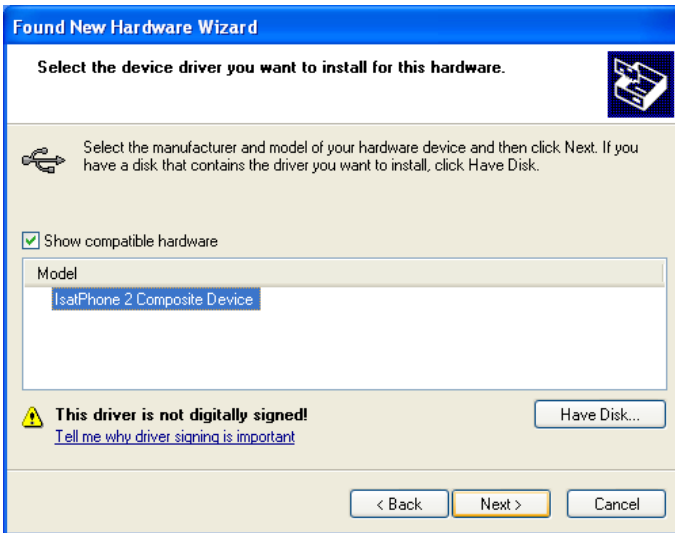 Found New Hardware Wizard
Select the device driver you want to install for this hardware.
Select the manufacturer and model of your hardware device and then click Next. If you
have a disk that contains the driver you want to install, click Have Disk.
Show compatible hardware
Model
IsatPhone 2 Composite Device
This driver is not digitally signed!
Have Disk...
Tell me why driver signing is important
< Back
Next >
Cancel